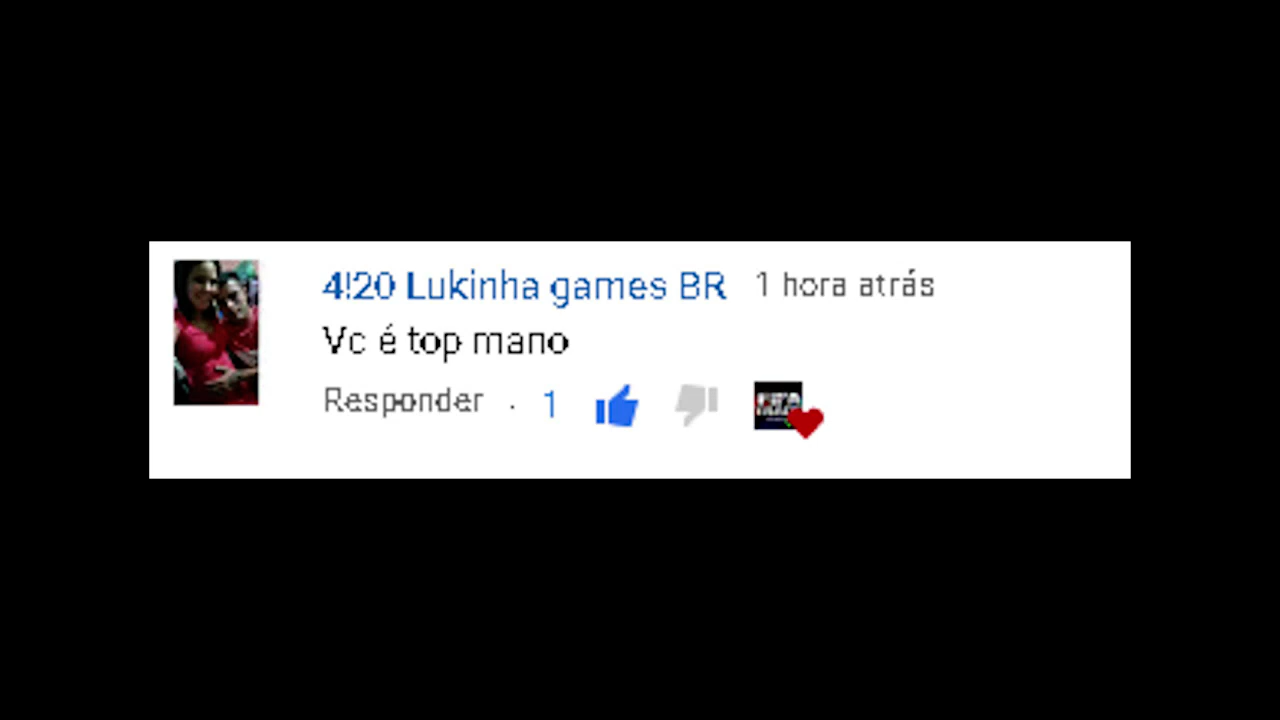 4!20 Lukinha games BR 1 hora atrás
Vc é top mano
Responder · 1